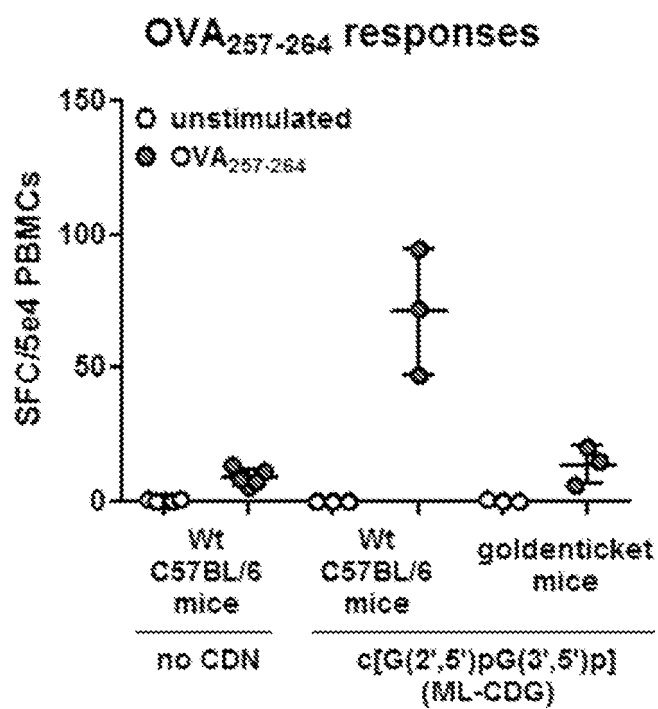 OVA257-264 responses
150
unstimulated
OVA257-264
100
50
0
SFC/5e4 PBMCs
Wt
C57BL/6
mice
Wt
C57BL/6
mice
goldenticket
mice
no CDN
c[G(2',5')pG(3',5')p]
(ML-CDG)